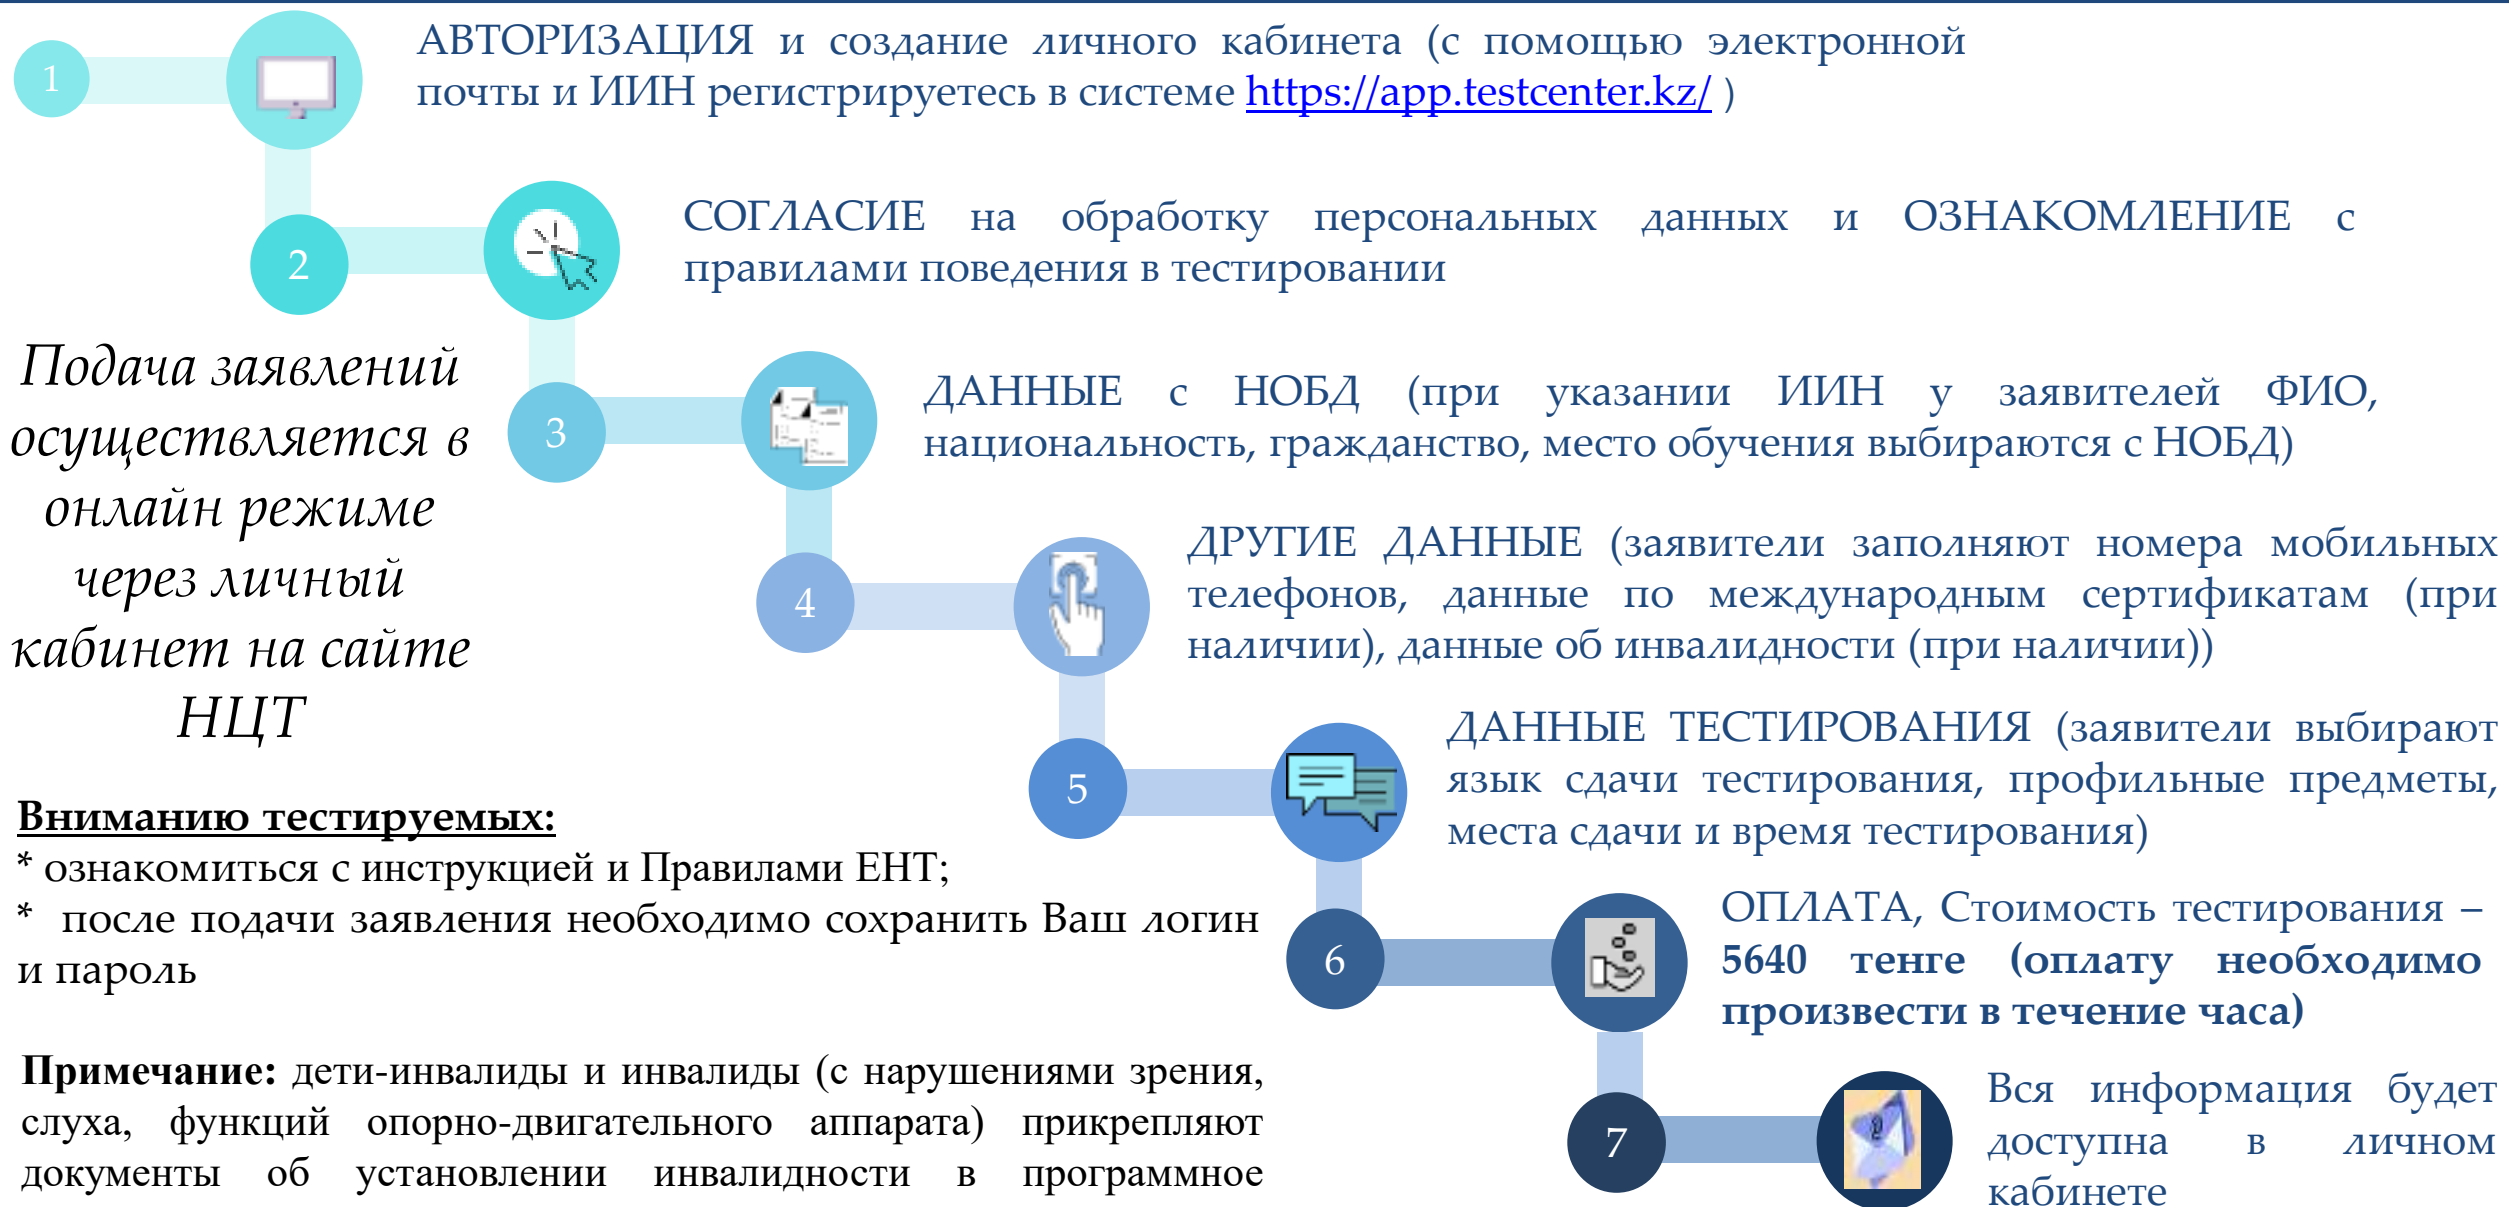 1
АВТОРИЗАЦИЯ и создание личного кабинета (с помощью электронной
почты и ИИН регистрируетесь в системе https://app.testcenter.kz/ )
2
СОГЛАСИЕ на обработку персональных данных и ОЗНАКОМЛЕНИЕ с
правилами поведения в тестировании
Подача заявлений
осуществляется в
онлайн режиме
через личный
кабинет на сайте
НЦТ
3
ДАННЫЕ с НОБД (при указании ИИН у заявителей ФИО,
национальность, гражданство, место обучения выбираются с НОБД)
4
ДРУГИЕ ДАННЫЕ (заявители заполняют номера мобильных
телефонов, данные по международным сертификатам (при
наличии), данные об инвалидности (при наличии))
5
ДАННЫЕ ТЕСТИРОВАНИЯ (заявители выбирают
язык сдачи тестирования, профильные предметы,
места сдачи и время тестирования)
Вниманию тестируемых:
* ознакомиться с инструкцией и Правилами ЕНТ;
* после подачи заявления необходимо сохранить Ваш логин
и пароль
6
ОПЛАТА, Стоимость тестирования –
5640 тенге (оплату необходимо
произвести в течение часа)
Примечание: дети-инвалиды и инвалиды (с нарушениями зрения,
слуха, функций опорно-двигательного аппарата) прикрепляют
документы об установлении инвалидности в программное
7
Вся информация будет
доступна в личном
кабинете